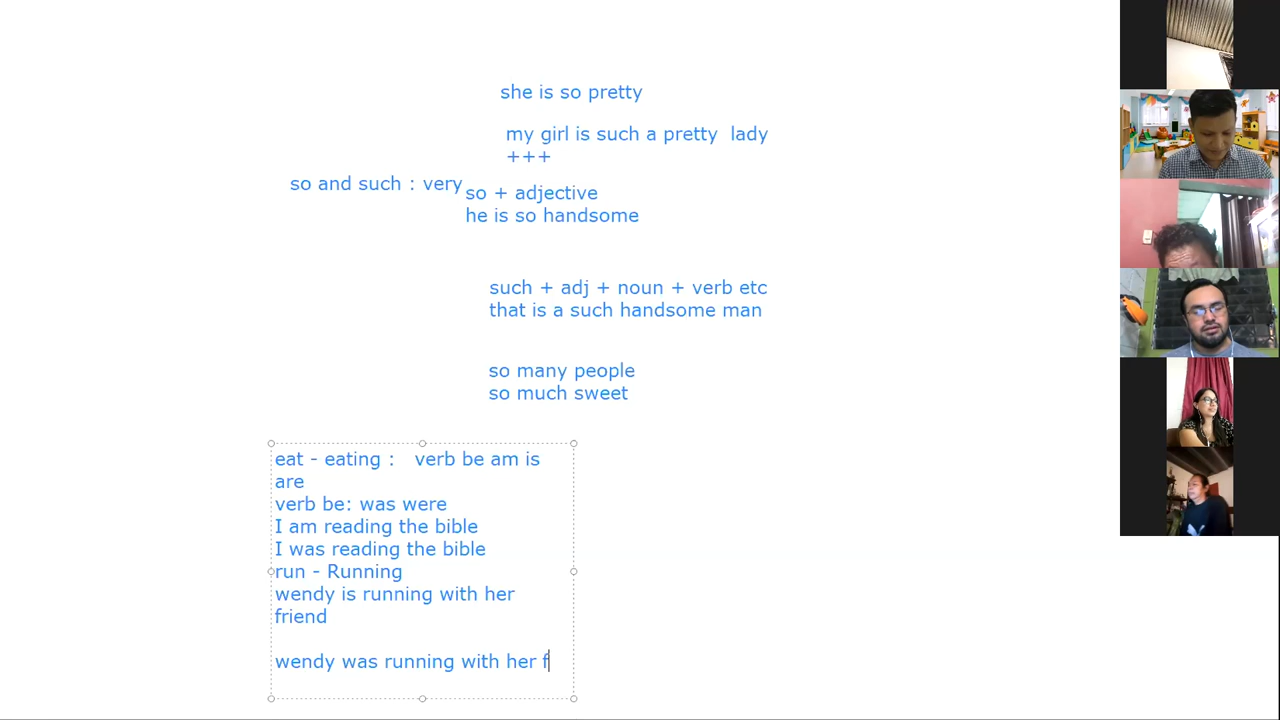 she is so pretty
my girl is such a pretty lady
+++
so and such : very
so + adjective
he is so handsome
such + adj + noun + verb etc
that is a such handsome man
so many people
so much sweet
eat - eating : verb be am is
are
verb be: was were
I am reading the bible
I was reading the bible
run - Running
wendy is running with her
friend
wendy was running with her f